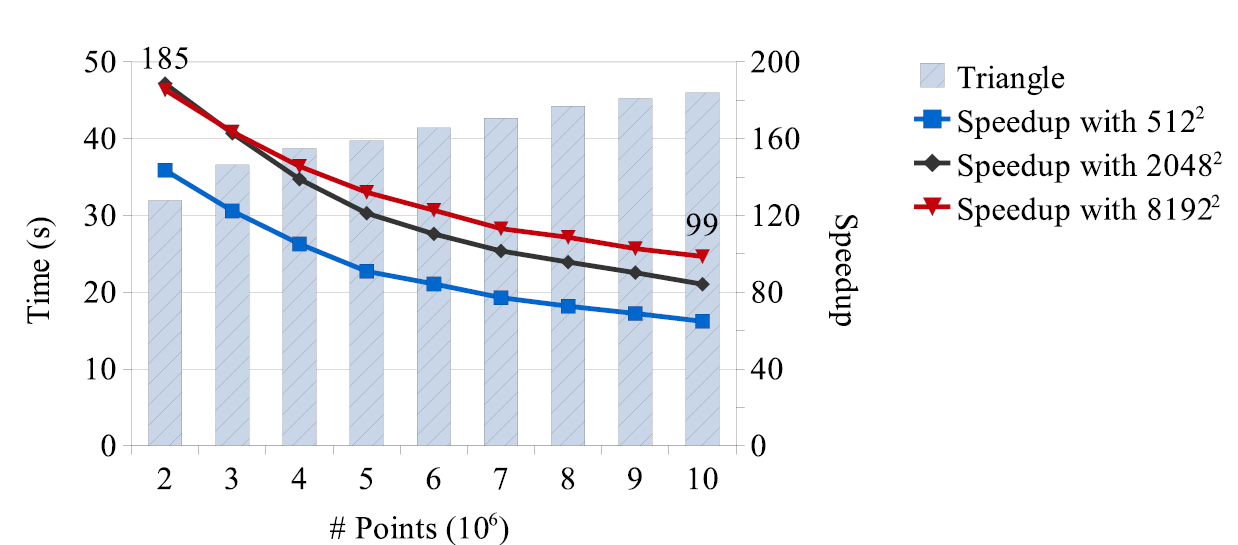 185
50
40
30
20
10
0
Time (s)
200
160
120
80
40
0
Speedup
99
2 3 4 5 6 7 8 9 10
# Points (10⁶)
Triangle
Speedup with 512²
Speedup with 2048²
Speedup with 8192²